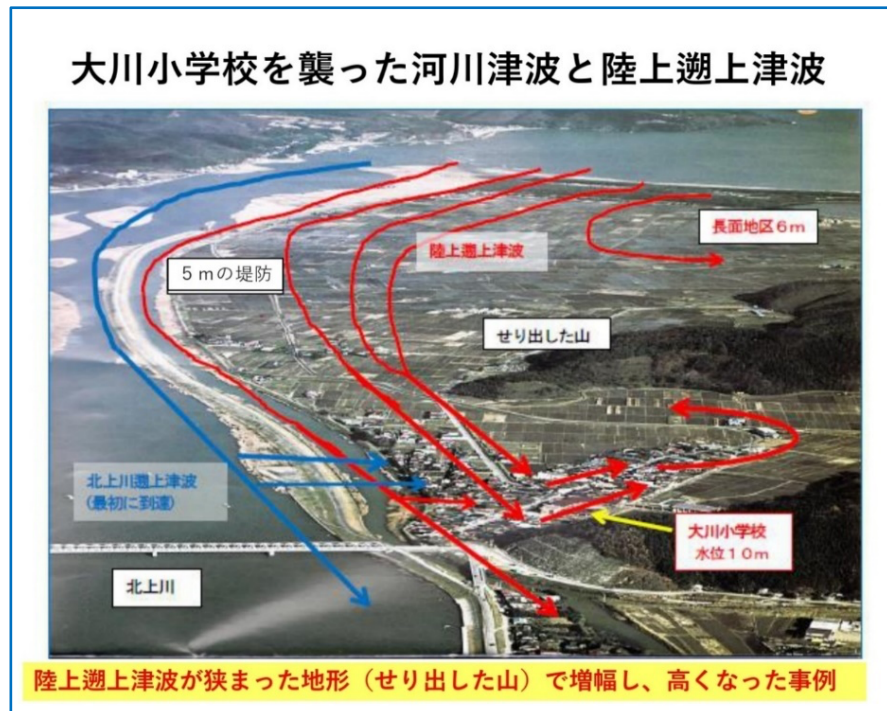 大川小学校を襲った河川津波と陸上遡上津波
長面地区6m
陸上遡上津波
5mの堤防
せり出した山
北上川遡上津波
(最初に到達)
大川小学校
水位10m
北上川
陸上遡上津波が狭まった地形（せり出した山）で増幅し、高くなった事例